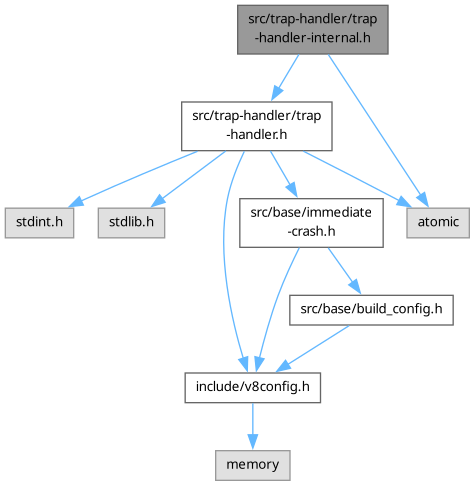 src/trap-handler/trap
-handler-internal.h
src/trap-handler/trap
-handler.h
stdint.h
stdlib.h
src/base/immediate
-crash.h
atomic
src/base/build_config.h
include/v8config.h
memory